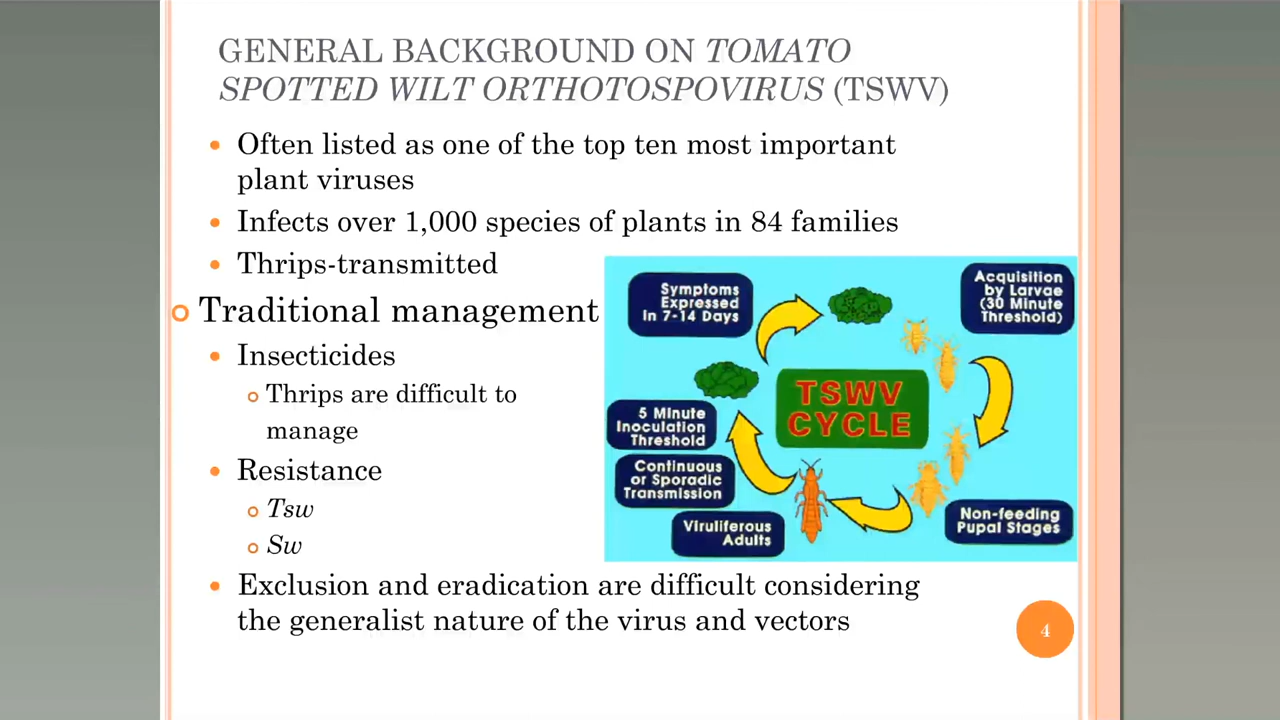 GENERAL BACKGROUND ON TOMATO
SPOTTED WILT ORTHOTOSPOVIRUS (TSWV)
Often listed as one of the top ten most important
plant viruses
Infects over 1,000 species of plants in 84 families
Thrips-transmitted
Traditional management
Insecticides
Thrips are difficult to
manage
Resistance
Tsw
Sw
Exclusion and eradication are difficult considering
the generalist nature of the virus and vectors
Symptoms
Expressed
In 7-14 Days
Acquisition
by Larvae
(30 Minute
Threshold)
TSWV
CYCLE
5 Minute
Inoculation
Threshold
Continuous
or Sporadic
Transmission
Viruliferous
Adults
Non-feeding
Pupal Stages
4